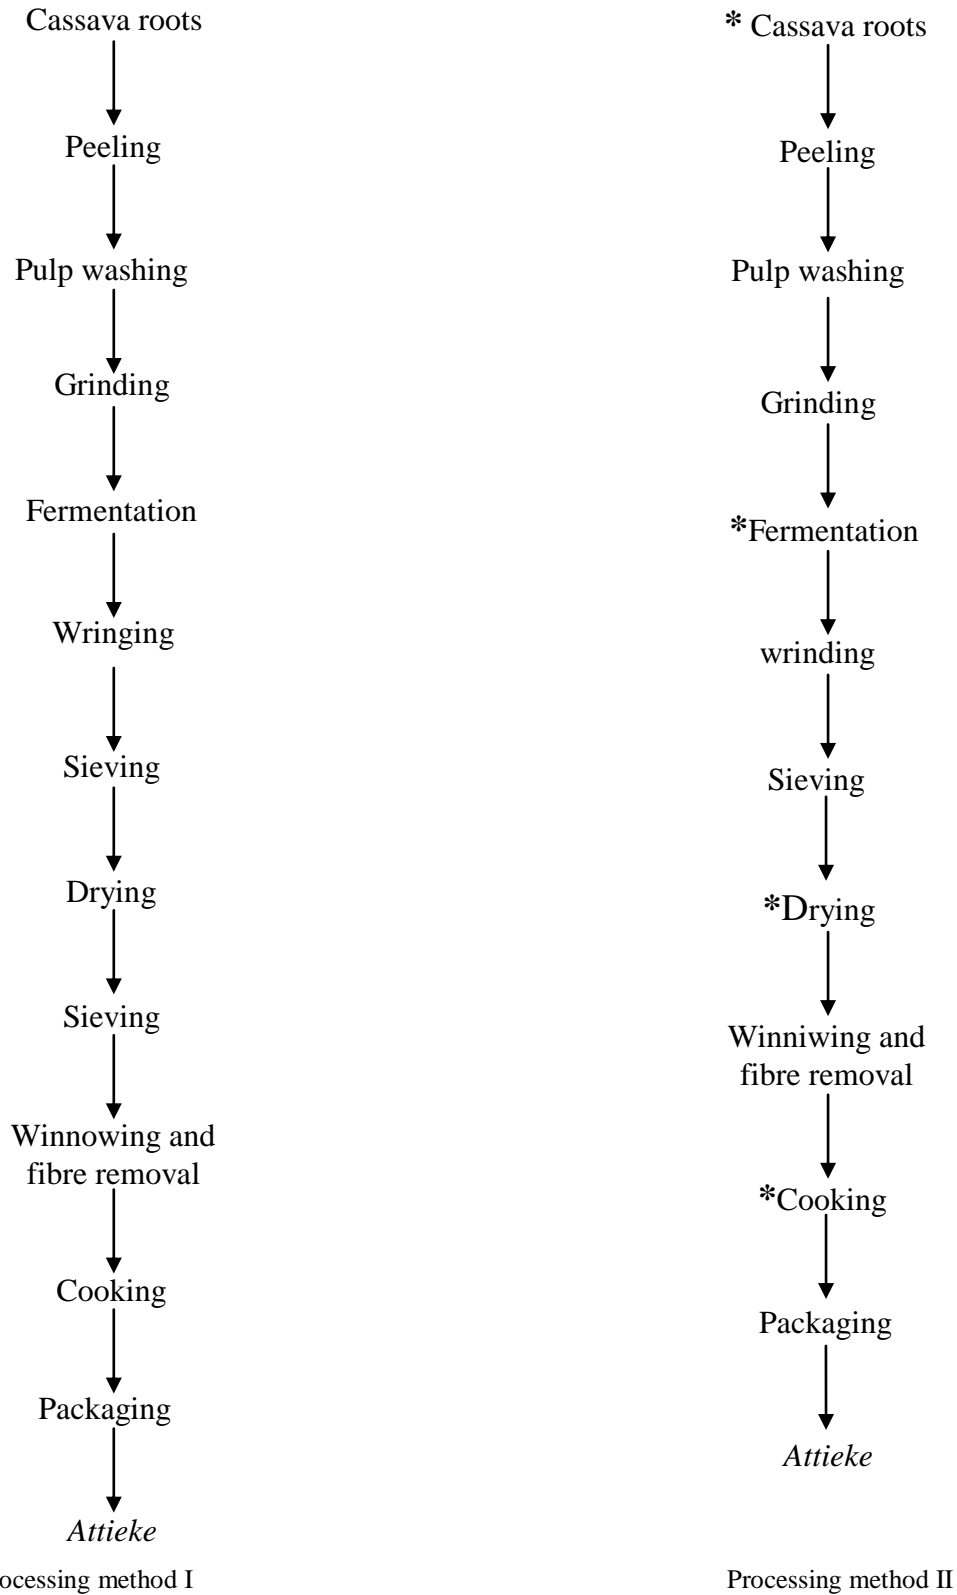 Cassava roots
Peeling
Pulp washing
Grinding
Fermentation
Wringing
Sieving
Drying
Sieving
Winnowing and
fibre removal
Cooking
Packaging
Attieke
ocessing method I
* Cassava roots
Peeling
Pulp washing
Grinding
*Fermentation
wrinding
Sieving
*Drying
Winniwing and
fibre removal
*Cooking
Packaging
Attieke
Processing method II